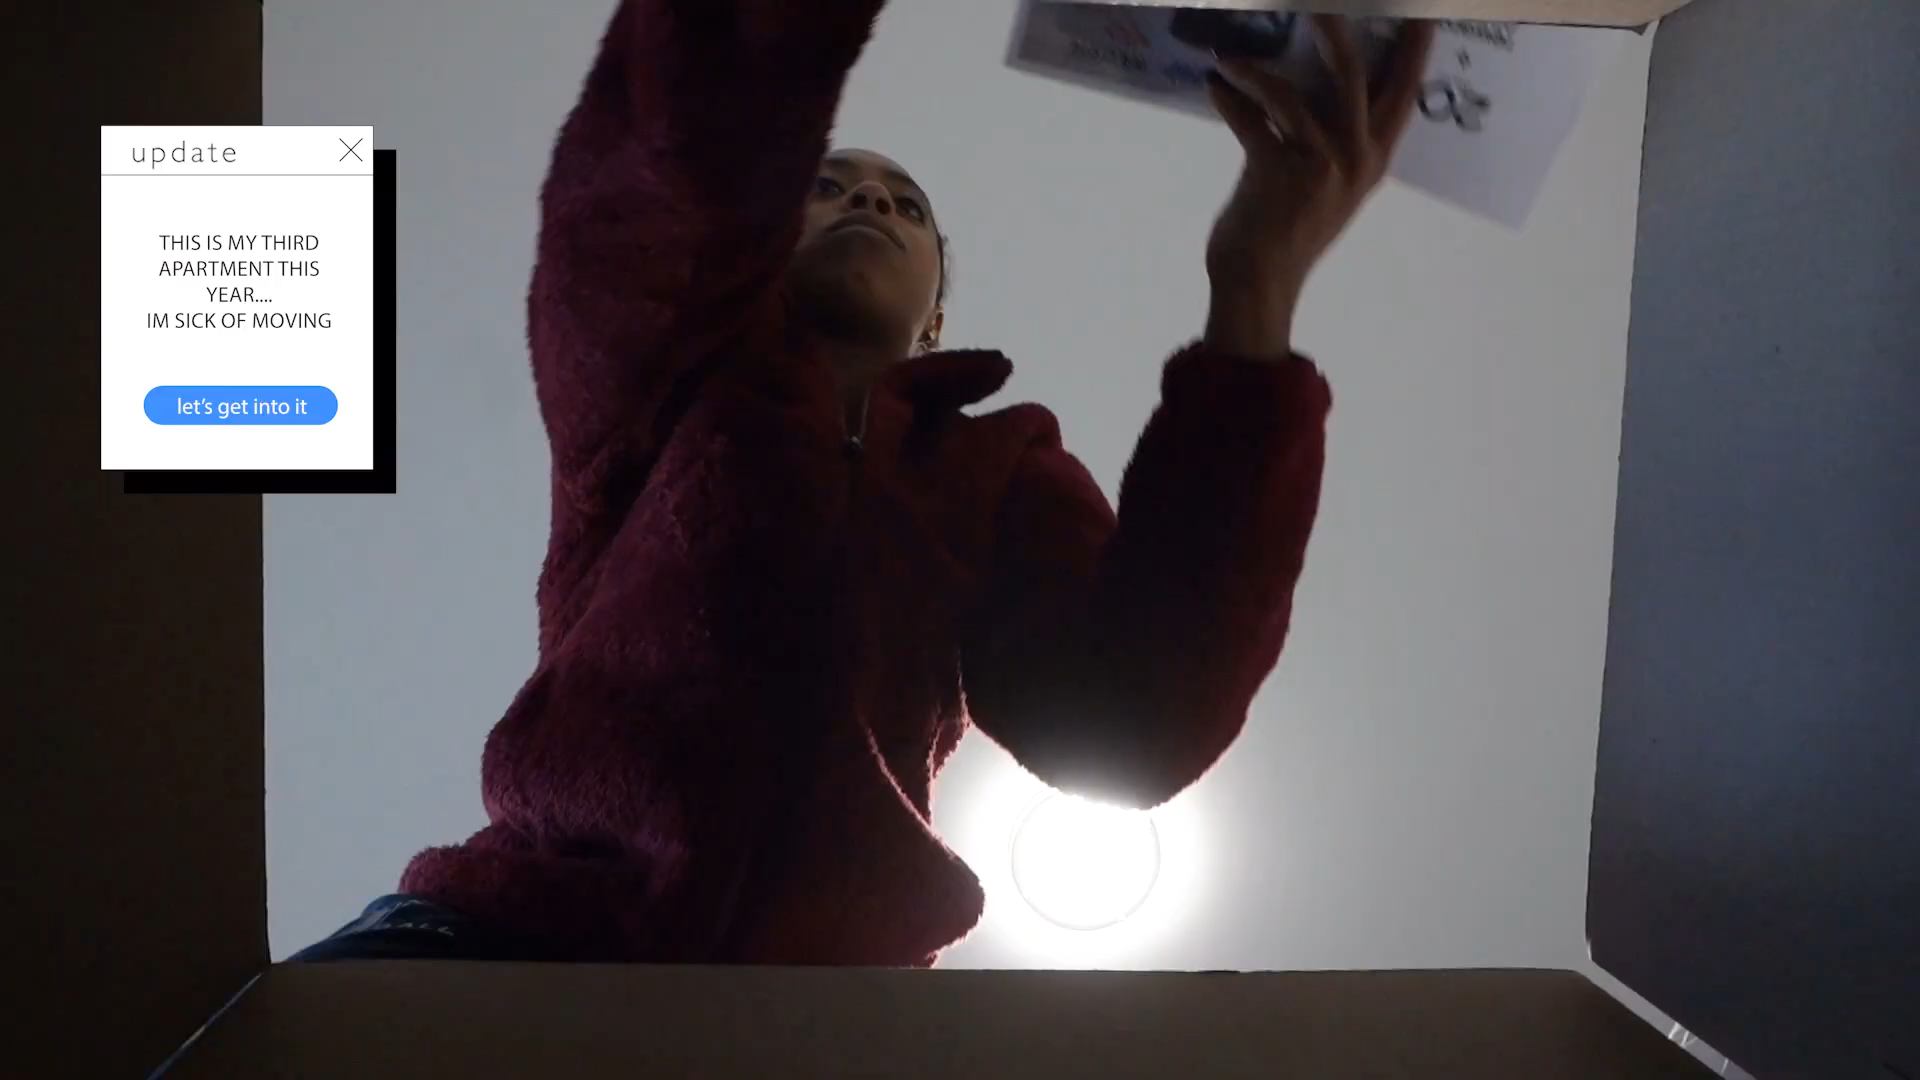 update
THIS IS MY THIRD
APARTMENT THIS
YEAR....
IM SICK OF MOVING
let's get into it